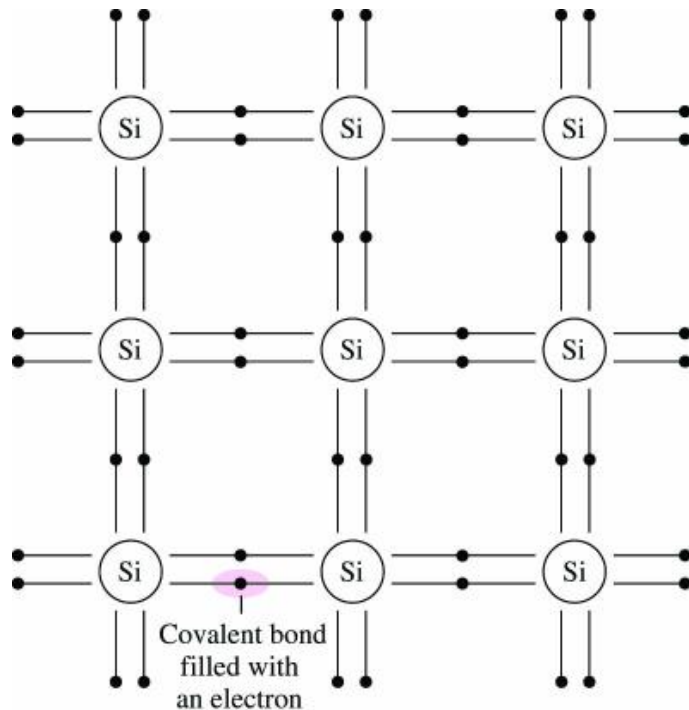 Si Si Si
Si Si Si
Si Si Si
Covalent bond
filled with
an electron